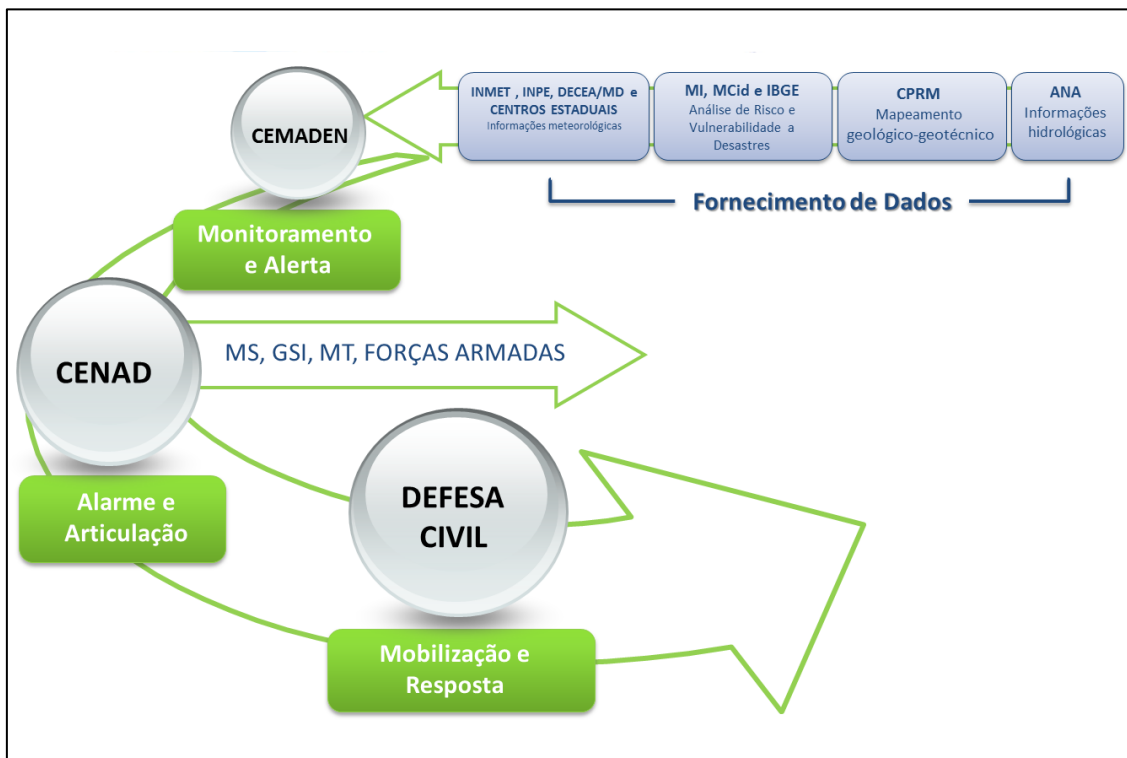 INMET , INPE, DECEA/MD e
CENTROS ESTADUAIS
Informações meteorológicas
MI, MCid e IBGE
Análise de Risco e
Vulnerabilidade a
Desastres
CPRM
Mapeamento
geológico-geotécnico
ANA
Informações
hidrológicas
CEMADEN
Fornecimento de Dados
Monitoramento
e Alerta
MS, GSI, MT, FORÇAS ARMADAS
CENAD
Alarme e
Articulação
DEFESA
CIVIL
Mobilização e
Resposta